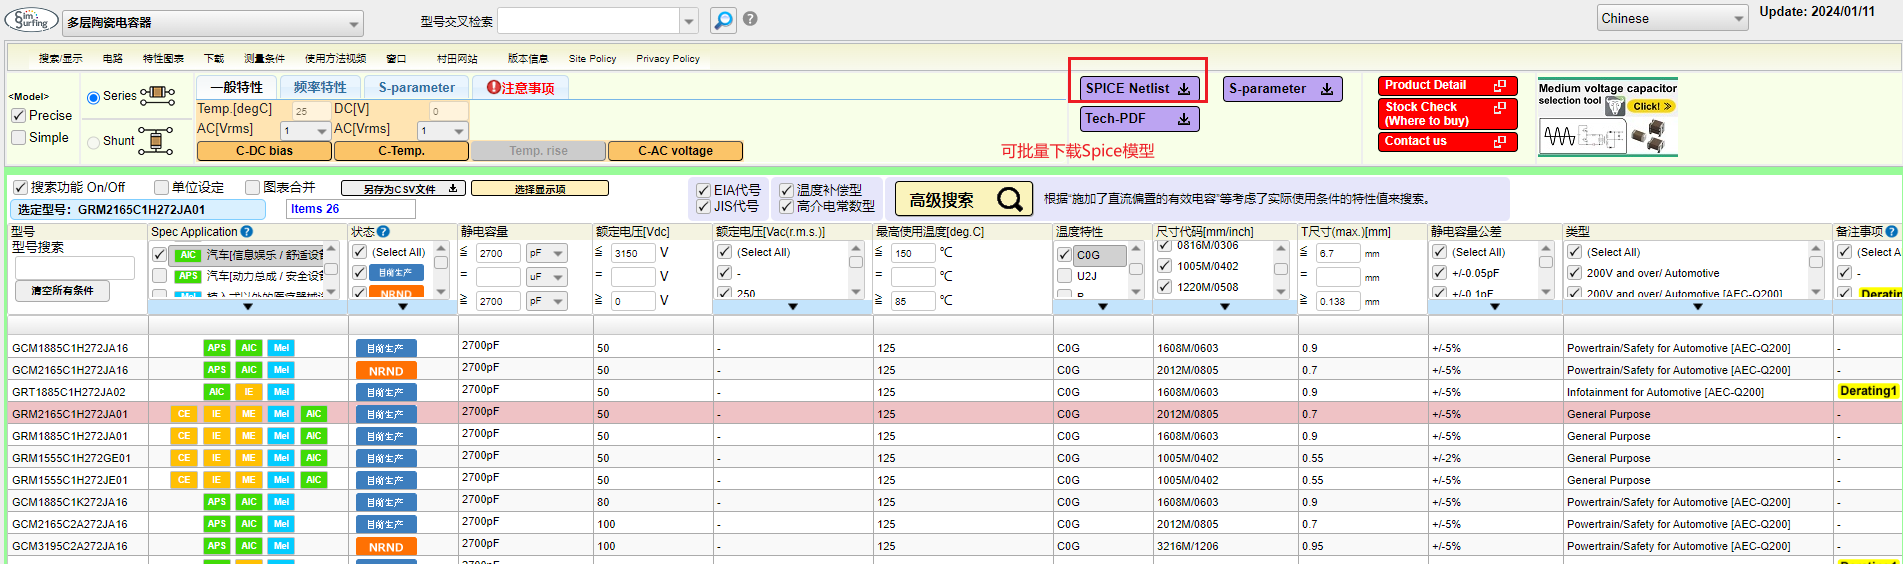 Sim Surfing
多层陶瓷电容器
型号交叉检索
Chinese
Update: 2024/01/11
搜索/显示 电路 特性图表 下载 测量条件 使用方法视频 窗口 村田网站 版本信息 Site Policy Privacy Policy
<Model>
Precise
Simple
Series
Shunt
一般特性 频率特性 S-parameter 注意事项
Temp.[degC] 25 DC[V] 0
AC[Vrms] 1 AC[Vrms] 1
C-DC bias C-Temp. Temp. rise C-AC voltage
SPICE Netlist S-parameter
Tech-PDF
可批量下载Spice模型
Product Detail
Stock Check
(Where to buy)
Contact us
Medium voltage capacitor
selection tool
Click! >>
搜索功能 On/Off 单位设定 图表合并 另存为CSV文件 选择显示项
选定型号: GRM2165C1H272JA01 Items 26
EIA代号
JIS代号
温度补偿型
高介电常数型
高级搜索
根据“施加了直流偏置的有效电容”等考虑了实际使用条件的特性值来搜索。
型号 Spec Application 状态 静电容量 额定电压[Vdc] 额定电压[Vac(r.m.s.)] 最高使用温度[deg.C] 温度特性 尺寸代码[mm/inch] T尺寸(max.)[mm] 静电容量公差 类型 备注事项
型号搜索
清空所有条件
AIC 汽车[信息娱乐 / 舒适设备
APS 汽车[动力总成 / 安全设备
(Select All)
目前生产
NRND
≦ 2700 pF
= uF
≧ 2700 pF
≦ 3150 V
= V
≧ 0 V
(Select All)
-
250
≦ 150 ℃
= ℃
≧ 85 ℃
C0G
U2J
0816M/0306
1005M/0402
1220M/0508
≦ 6.7 mm
= mm
≧ 0.138 mm
(Select All)
+/-0.05pF
+/-0.1pF
(Select All)
200V and over/ Automotive
200V and over/ Automotive [AEC-Q200]
(Select A
-
Derating
GCM1885C1H272JA16 APS AIC Mel 目前生产 2700pF 50 - 125 C0G 1608M/0603 0.9 +/-5% Powertrain/Safety for Automotive [AEC-Q200] -
GCM2165C1H272JA16 APS AIC Mel NRND 2700pF 50 - 125 C0G 2012M/0805 0.7 +/-5% Powertrain/Safety for Automotive [AEC-Q200] -
GRT1885C1H272JA02 AIC IE 目前生产 2700pF 50 - 125 C0G 1608M/0603 0.9 +/-5% Infotainment for Automotive [AEC-Q200] Derating1
GRM2165C1H272JA01 CE IE ME Mel AIC 目前生产 2700pF 50 - 125 C0G 2012M/0805 0.7 +/-5% General Purpose -
GRM1885C1H272JA01 CE IE ME Mel AIC 目前生产 2700pF 50 - 125 C0G 1608M/0603 0.9 +/-5% General Purpose -
GRM1555C1H272GE01 CE IE ME Mel AIC 目前生产 2700pF 50 - 125 C0G 1005M/0402 0.55 +/-2% General Purpose -
GRM1555C1H272JE01 CE IE ME Mel AIC 目前生产 2700pF 50 - 125 C0G 1005M/0402 0.55 +/-5% General Purpose -
GCM1885C1K272JA16 APS AIC Mel 目前生产 2700pF 80 - 125 C0G 1608M/0603 0.9 +/-5% Powertrain/Safety for Automotive [AEC-Q200] -
GCM2165C2A272JA16 APS AIC Mel 目前生产 2700pF 100 - 125 C0G 2012M/0805 0.7 +/-5% Powertrain/Safety for Automotive [AEC-Q200] -
GCM3195C2A272JA16 APS AIC Mel NRND 2700pF 100 - 125 C0G 3216M/1206 0.95 +/-5% Powertrain/Safety for Automotive [AEC-Q200] -